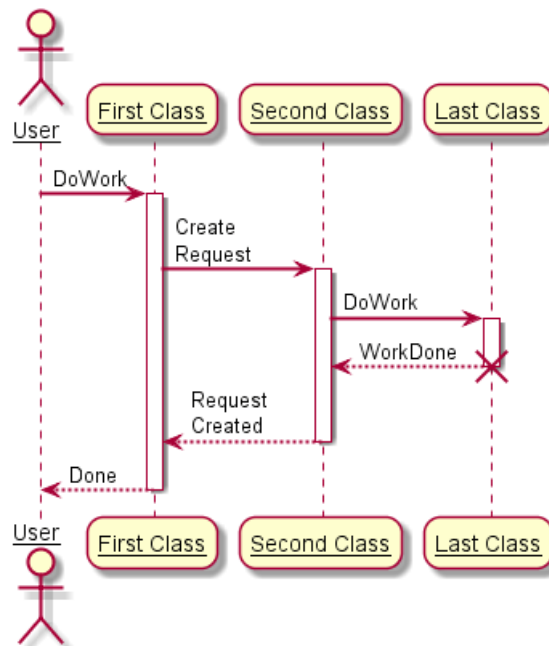 User
First Class
Second Class
Last Class
DoWork
Create
Request
DoWork
WorkDone
Request
Created
Done
User
First Class
Second Class
Last Class